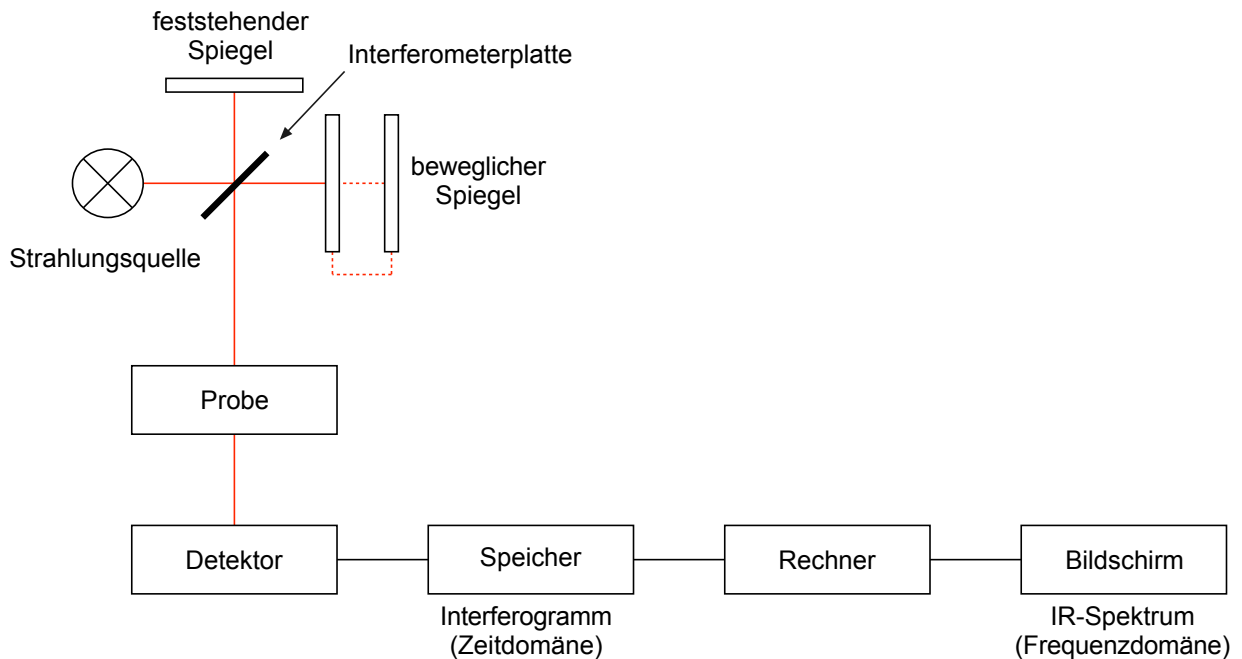 feststehender
Spiegel
Interferometerplatte
beweglicher
Spiegel
Strahlungsquelle
Probe
Detektor
Speicher
Rechner
Bildschirm
Interferogramm
(Zeitdomäne)
IR-Spektrum
(Frequenzdomäne)